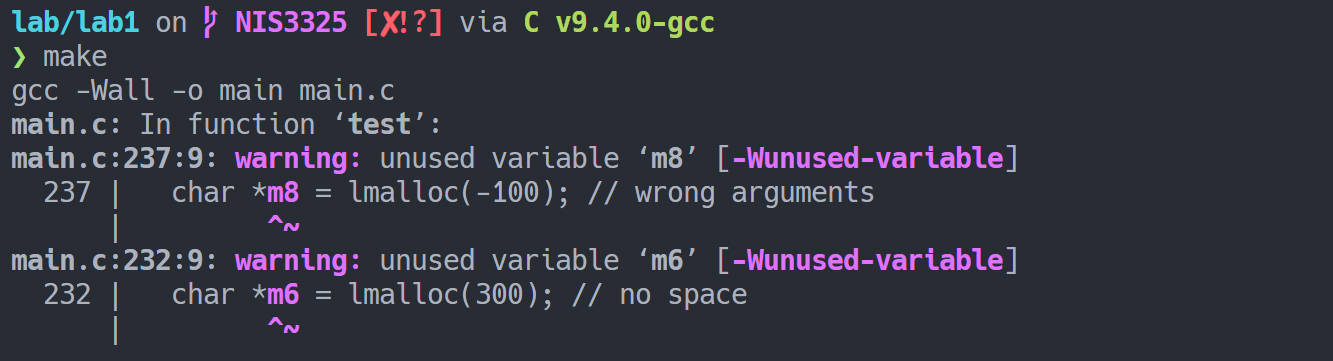 lab/lab1 on  NIS3325 [✘!?] via C v9.4.0-gcc
❯ make
gcc -Wall -o main main.c
main.c: In function ‘test’:
main.c:237:9: warning: unused variable ‘m8’ [-Wunused-variable]
  237 |   char *m8 = lmalloc(-100); // wrong arguments
      |         ^~
main.c:232:9: warning: unused variable ‘m6’ [-Wunused-variable]
  232 |   char *m6 = lmalloc(300); // no space
      |         ^~